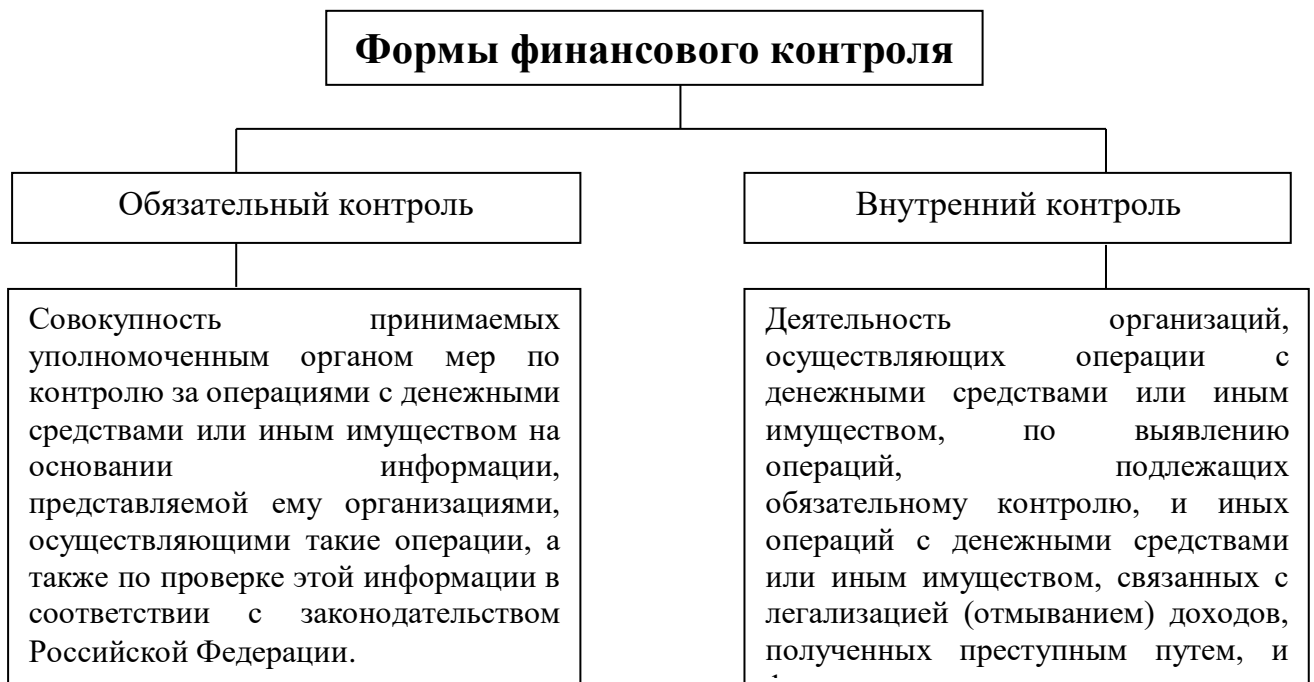 Формы финансового контроля
Обязательный контроль
Внутренний контроль
Совокупность принимаемых
уполномоченным органом мер по
контролю за операциями с денежными
средствами или иным имуществом на
основании информации,
представляемой ему организациями,
осуществляющими такие операции, а
также по проверке этой информации в
соответствии с законодательством
Российской Федерации.
Деятельность организаций,
осуществляющих операции с
денежными средствами или иным
имуществом, по выявлению
операций, подлежащих
обязательному контролю, и иных
операций с денежными средствами
или иным имуществом, связанных с
легализацией (отмыванием) доходов,
полученных преступным путем, и